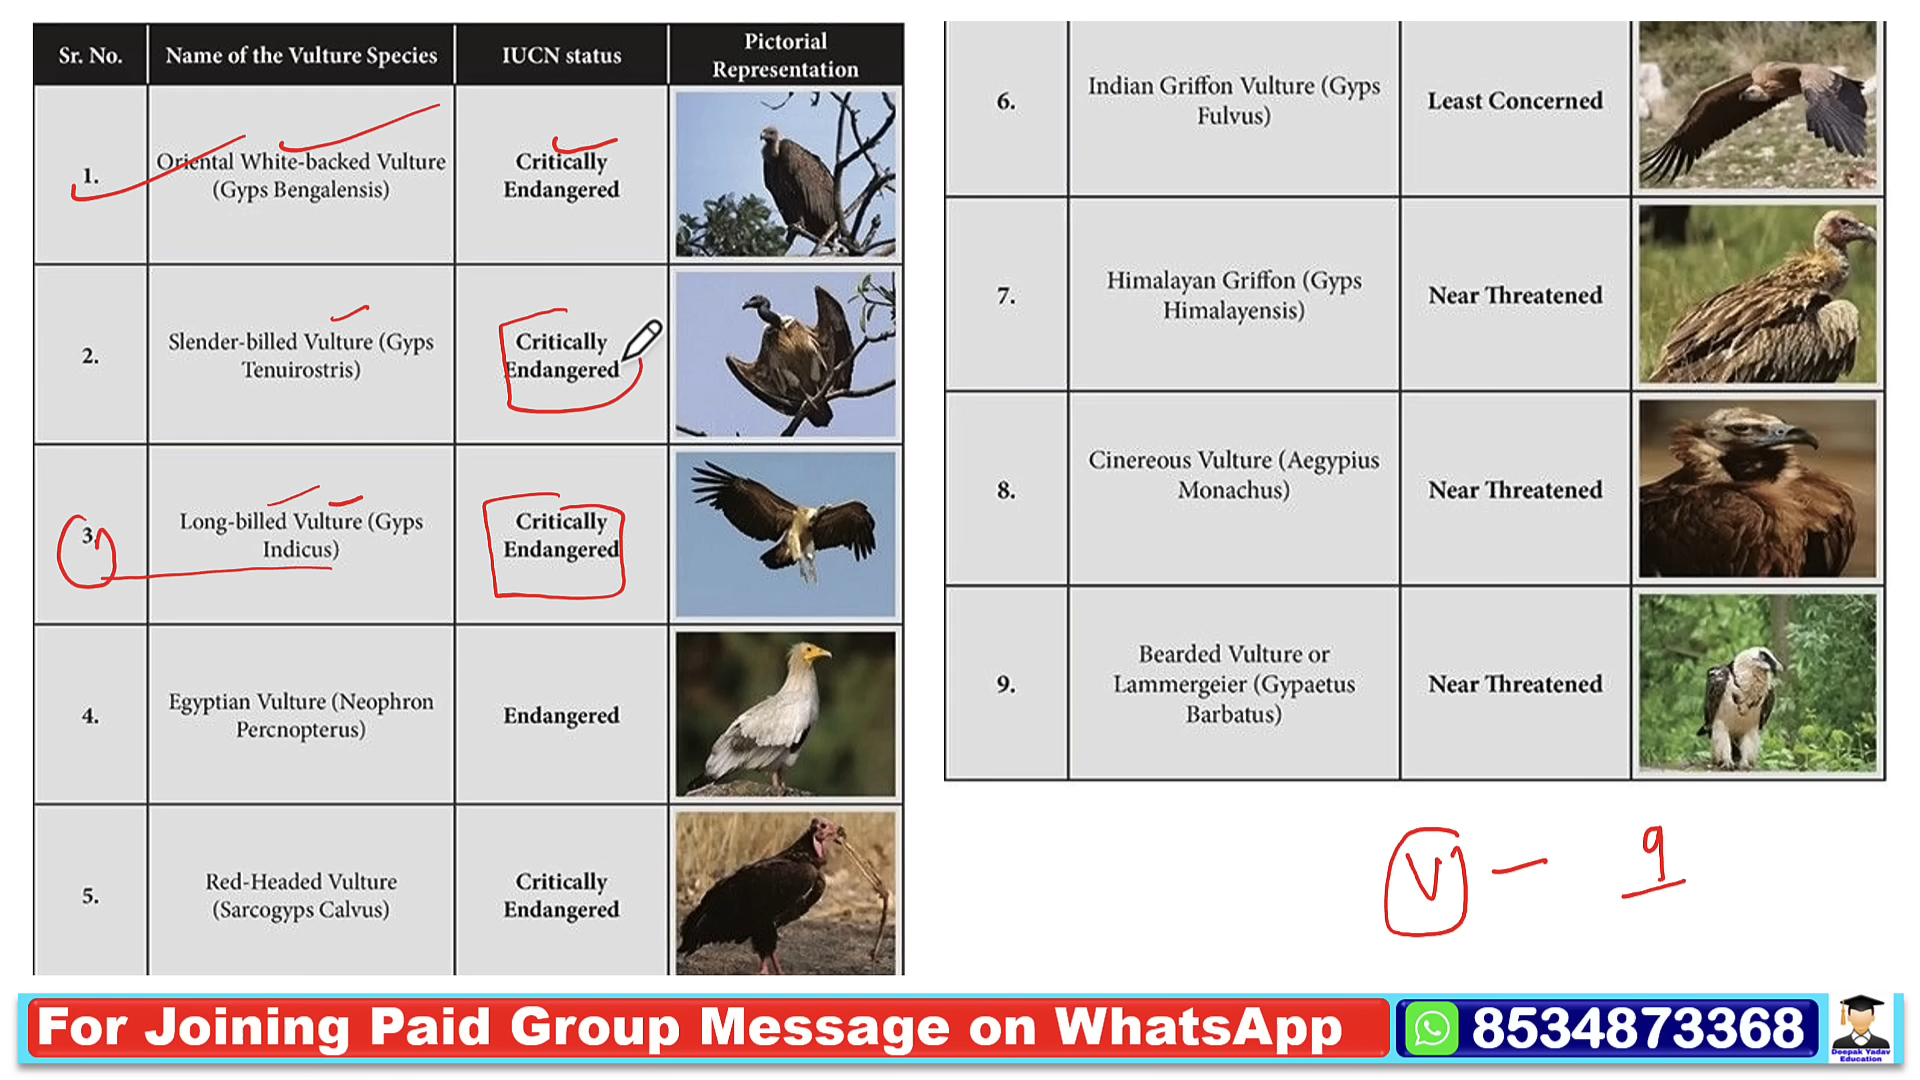 Sr. No.
Name of the Vulture Species
IUCN status
Pictorial
Representation
1.
Oriental White-backed Vulture
(Gyps Bengalensis)
Critically
Endangered
2.
Slender-billed Vulture (Gyps
Tenuirostris)
Critically
Endangered
3.
Long-billed Vulture (Gyps
Indicus)
Critically
Endangered
4.
Egyptian Vulture (Neophron
Percnopterus)
Endangered
5.
Red-Headed Vulture
(Sarcogyps Calvus)
Critically
Endangered
6.
Indian Griffon Vulture (Gyps
Fulvus)
Least Concerned
7.
Himalayan Griffon (Gyps
Himalayensis)
Near Threatened
8.
Cinereous Vulture (Aegypius
Monachus)
Near Threatened
9.
Bearded Vulture or
Lammergeier (Gypaetus
Barbatus)
Near Threatened
V — 9
For Joining Paid Group Message on WhatsApp
8534873368
Deepak Yadav
Education